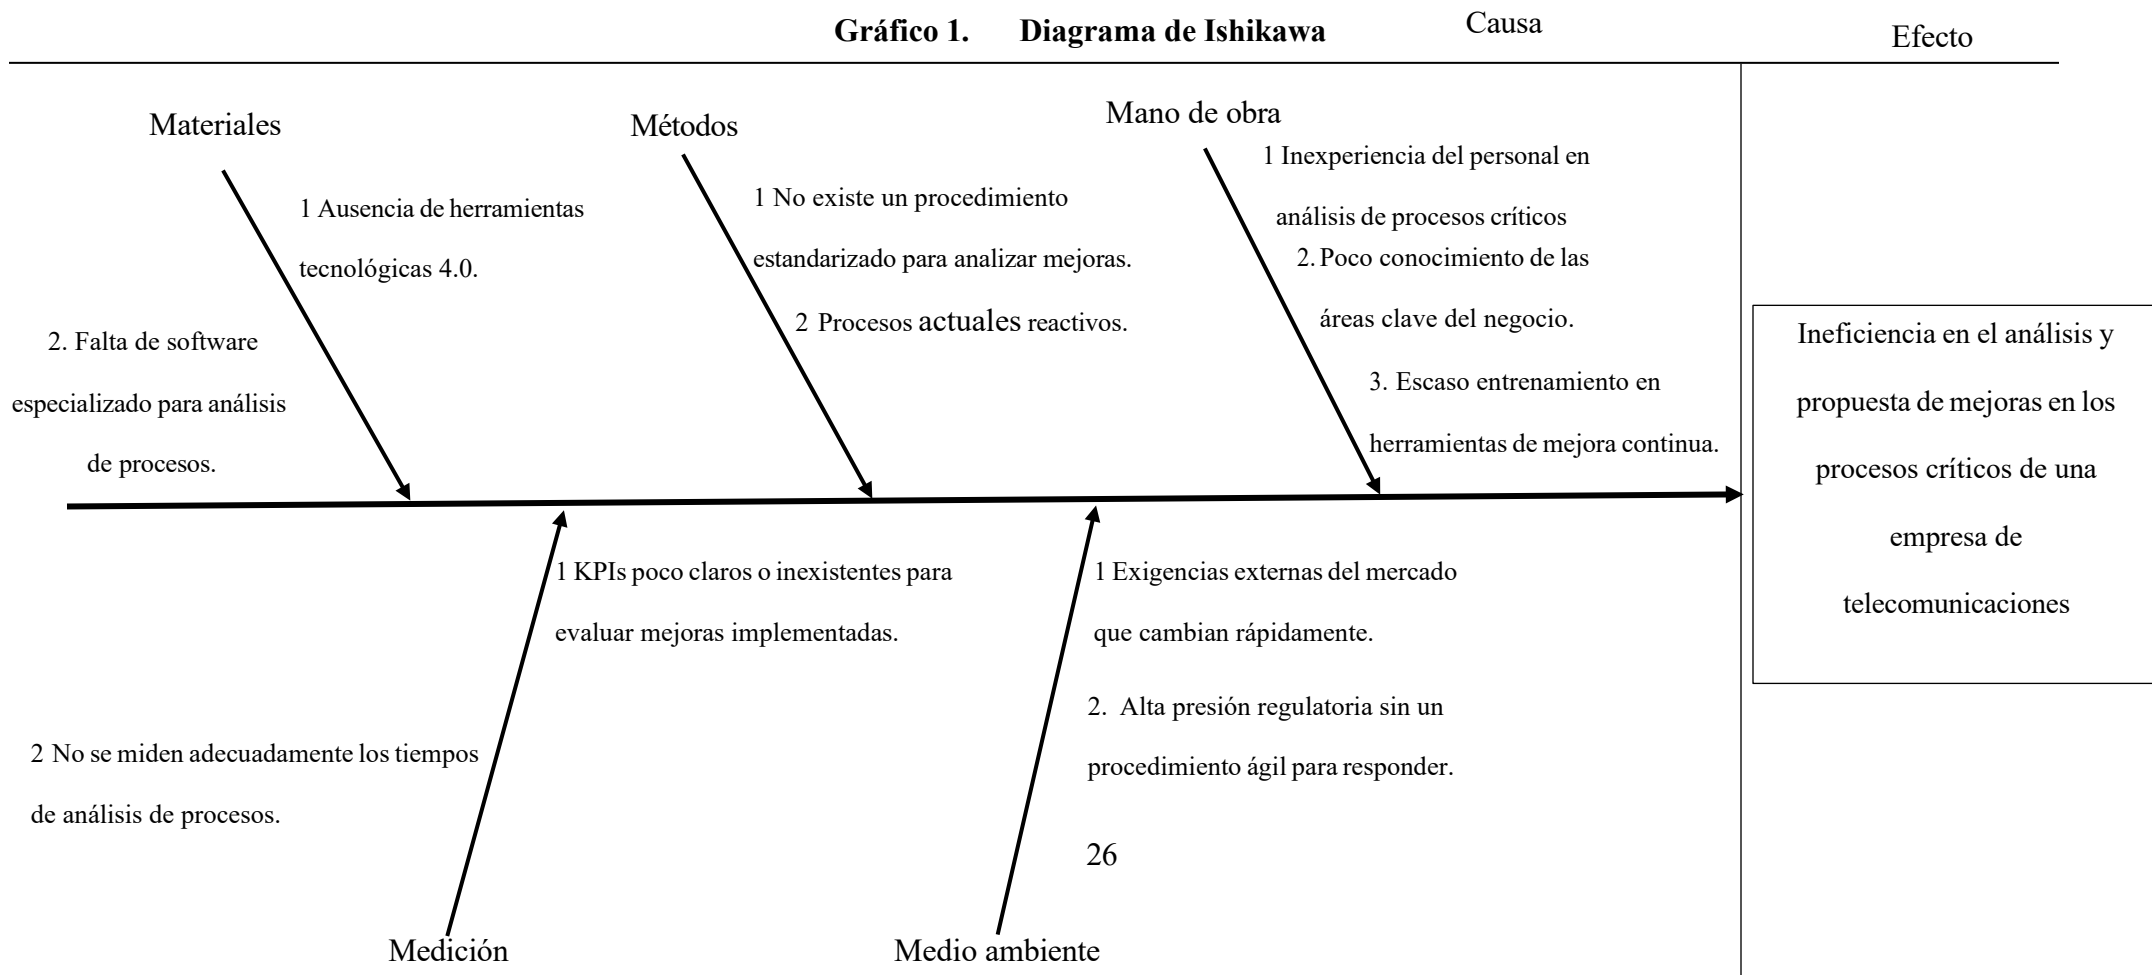 Gráfico 1. Diagrama de Ishikawa
Causa
Efecto
Materiales
1 Ausencia de herramientas
tecnológicas 4.0.
2. Falta de software
especializado para análisis
de procesos.
Métodos
1 No existe un procedimiento
estandarizado para analizar mejoras.
2 Procesos actuales reactivos.
Mano de obra
1 Inexperiencia del personal en
análisis de procesos críticos
2. Poco conocimiento de las
áreas clave del negocio.
3. Escaso entrenamiento en
herramientas de mejora continua.
Ineficiencia en el análisis y
propuesta de mejoras en los
procesos críticos de una
empresa de
telecomunicaciones
1 KPIs poco claros o inexistentes para
evaluar mejoras implementadas.
2 No se miden adecuadamente los tiempos
de análisis de procesos.
Medición
1 Exigencias externas del mercado
que cambian rápidamente.
2. Alta presión regulatoria sin un
procedimiento ágil para responder.
26
Medio ambiente